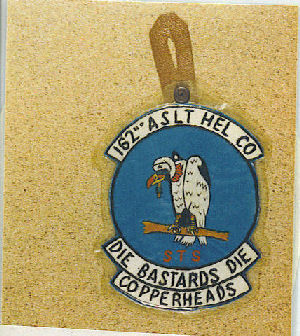 162ND ASLT HEL CO
STS
DIE BASTARDS DIE
COPPERHEADS